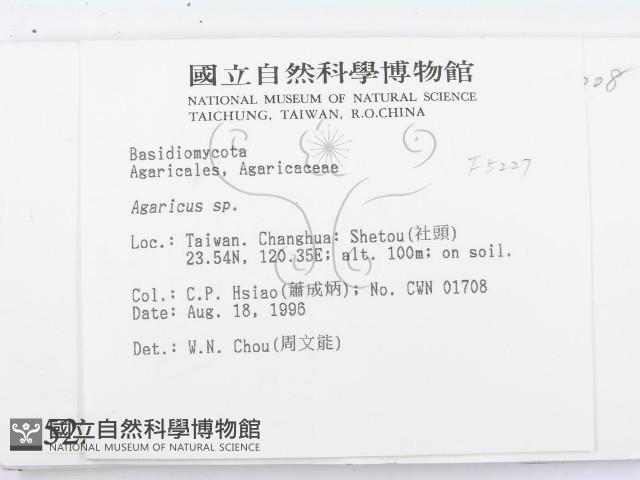 國立自然科學博物館
NATIONAL MUSEUM OF NATURAL SCIENCE
TAICHUNG, TAIWAN, R.O.CHINA
Basidiomycota
Agaricales, Agaricaceae
F5227
Agaricus sp.
Loc.: Taiwan. Changhua: Shetou(社頭)
23.54N, 120.35E; alt. 100m; on soil.
Col.: C.P. Hsiao(蕭成炳); No. CWN 01708
Date: Aug. 18, 1996
Det.: W.N. Chou(周文能)
52.
國立自然科學博物館
NATIONAL MUSEUM OF NATURAL SCIENCE